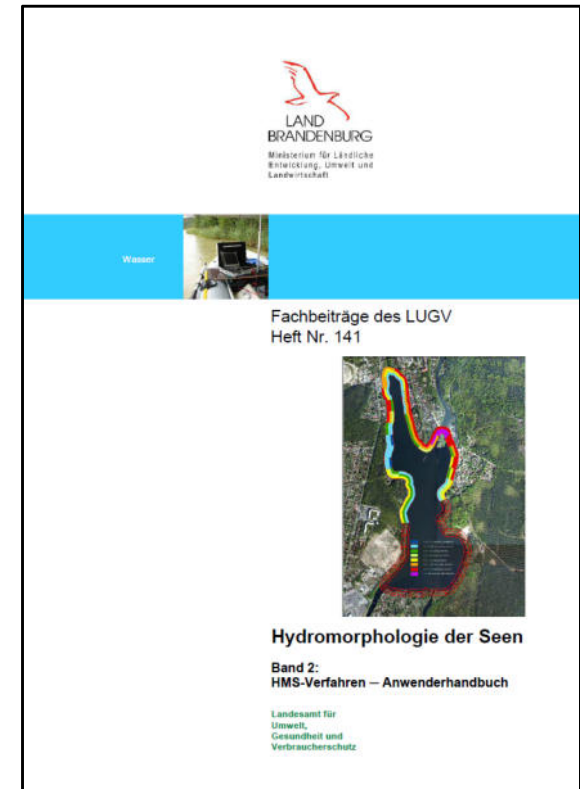 LAND
BRANDENBURG
Ministerium für Ländliche
Entwicklung, Umwelt und
Landwirtschaft
Wasser
Fachbeiträge des LUGV
Heft Nr. 141
Hydromorphologie der Seen
Band 2:
HMS-Verfahren — Anwenderhandbuch
Landesamt für
Umwelt,
Gesundheit und
Verbraucherschutz